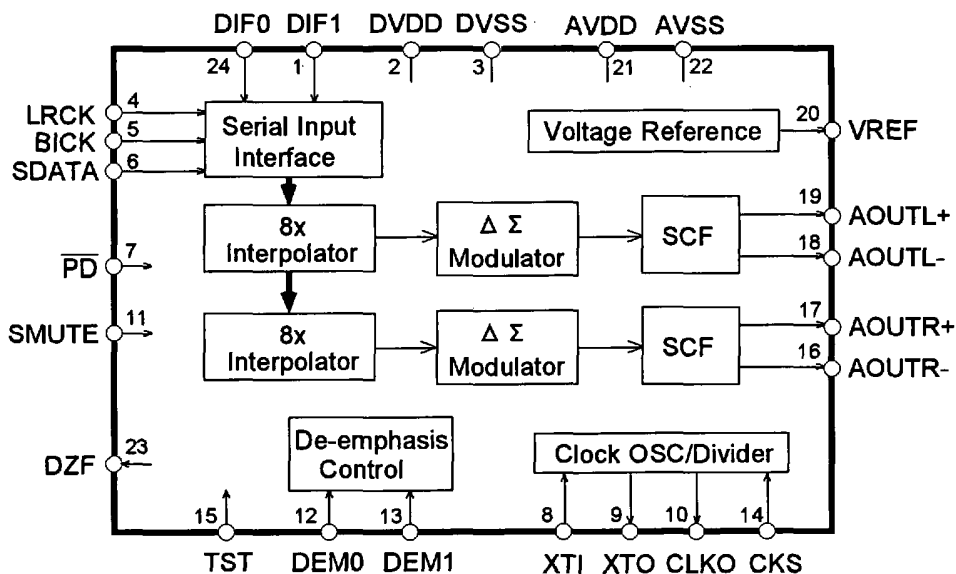 DIF0 DIF1 DVDD DVSS AVDD AVSS
24 1 2 3 21 22
LRCK 4
BICK 5
SDATA 6
Serial Input
Interface
Voltage Reference
20 VREF
8x
Interpolator
Δ Σ
Modulator
SCF
19 AOUTL+
18 AOUTL-
PD 7
SMUTE 11
8x
Interpolator
Δ Σ
Modulator
SCF
17 AOUTR+
16 AOUTR-
DZF 23
De-emphasis
Control
Clock OSC/Divider
15 12 13 8 9 10 14
TST DEM0 DEM1 XTI XTO CLKO CKS